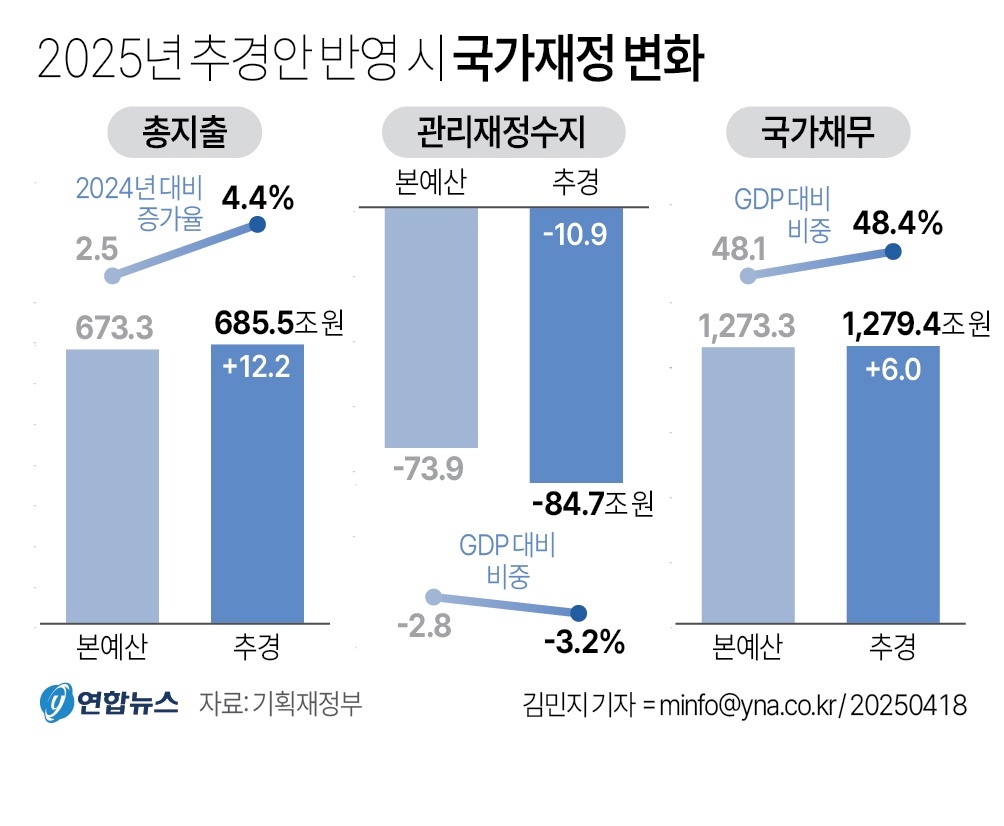 2025년 추경안 반영 시 국가재정 변화
총지출
2024년 대비
증가율
4.4%
2.5
673.3
685.5조원
+12.2
본예산
추경
관리재정수지
본예산
추경
-10.9
-73.9
-84.7조원
GDP 대비
비중
-2.8
-3.2%
국가채무
GDP 대비
비중
48.4%
48.1
1,273.3
1,279.4조원
+6.0
본예산
추경
y 연합뉴스
자료: 기획재정부
김민지 기자 = minfo@yna.co.kr / 20250418